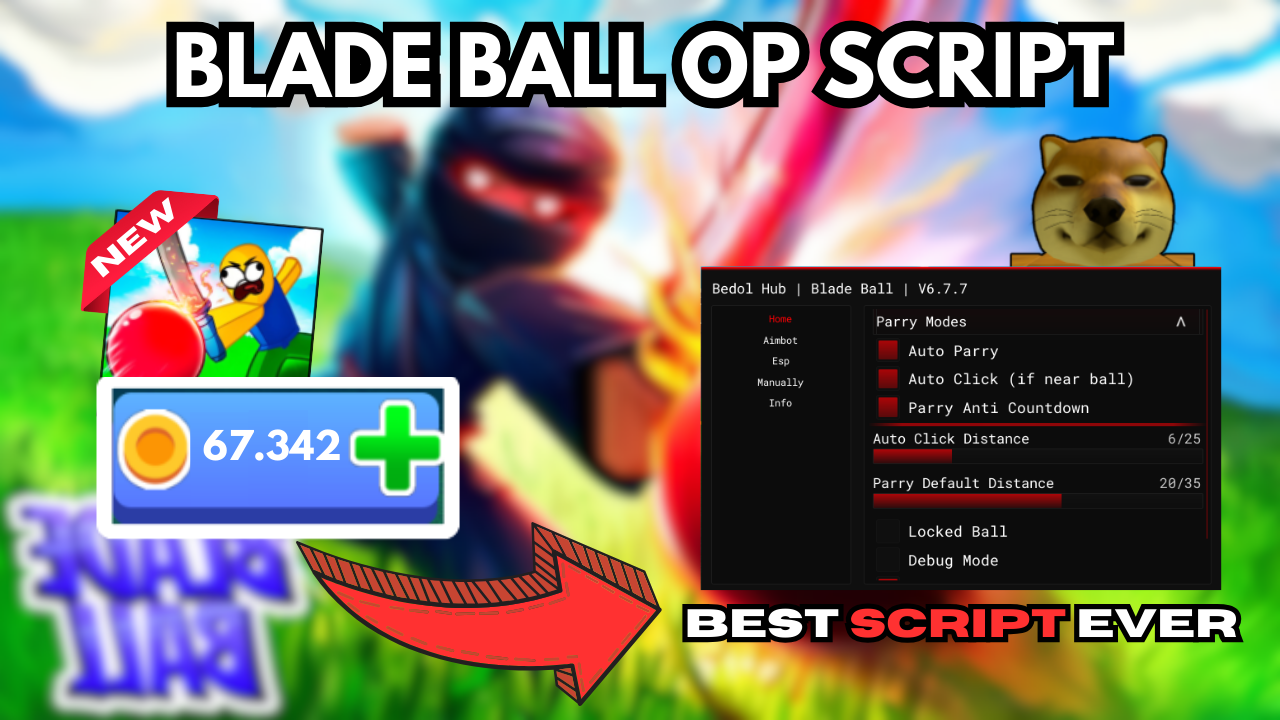 BLADE BALL OP SCRIPT
NEW
67.342
BLADE
BALL
Bedol Hub | Blade Ball | V6.7.7
Home
Aimbot
Esp
Manually
Info
Parry Modes
Auto Parry
Auto Click (if near ball)
Parry Anti Countdown
Auto Click Distance 6/25
Parry Default Distance 20/35
Locked Ball
Debug Mode
BEST SCRIPT EVER